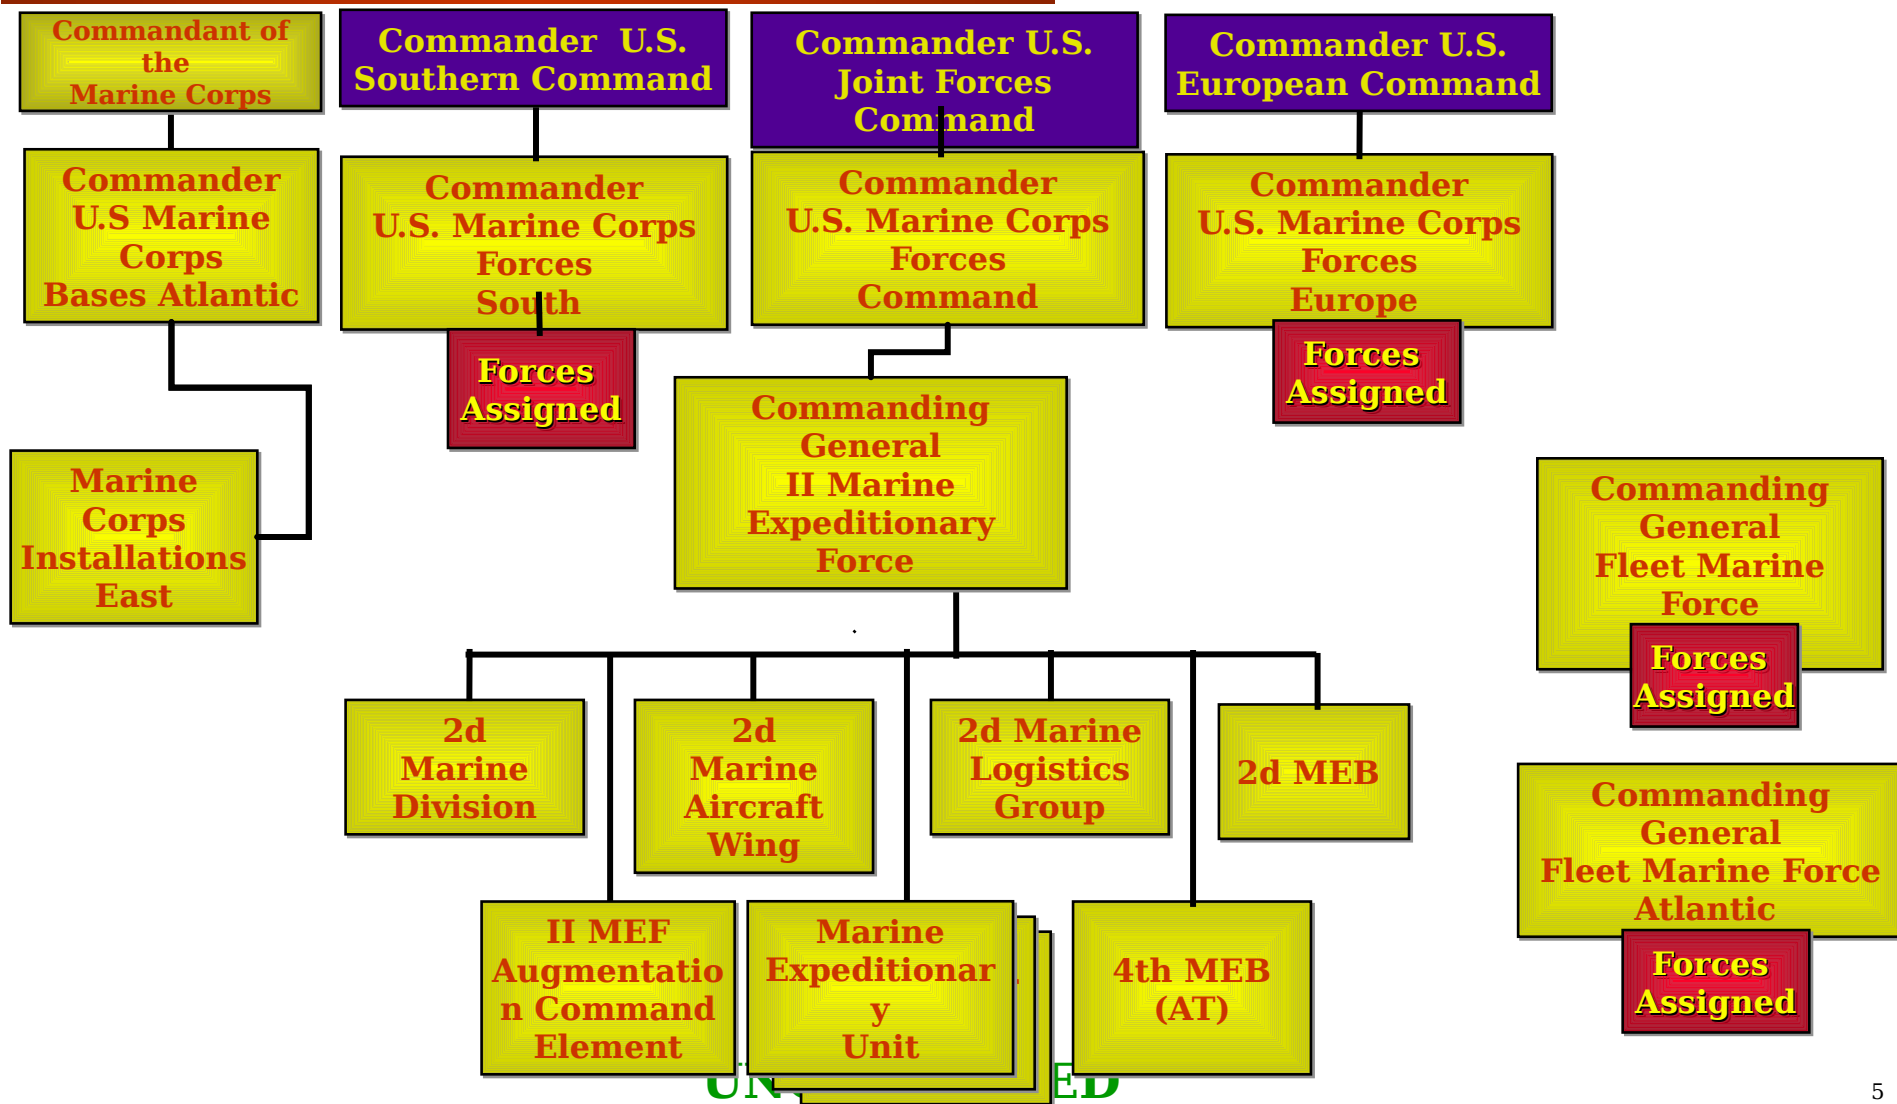 Commandant of
the
Marine Corps
Commander U.S.
Southern Command
Commander U.S.
Joint Forces
Command
Commander U.S.
European Command
Commander
U.S Marine
Corps
Bases Atlantic
Commander
U.S. Marine Corps
Forces
South
Commander
U.S. Marine Corps
Forces
Command
Commander
U.S. Marine Corps
Forces
Europe
Forces
Assigned
Forces
Assigned
Commanding
General
II Marine
Expeditionary
Force
Marine
Corps
Installations
East
Commanding
General
Fleet Marine
Force
Forces
Assigned
2d
Marine
Division
2d
Marine
Aircraft
Wing
2d Marine
Logistics
Group
2d MEB
Commanding
General
Fleet Marine Force
Atlantic
Forces
Assigned
II MEF
Augmentatio
n Command
Element
Marine
Expeditionar
y
Unit
4th MEB
(AT)
5